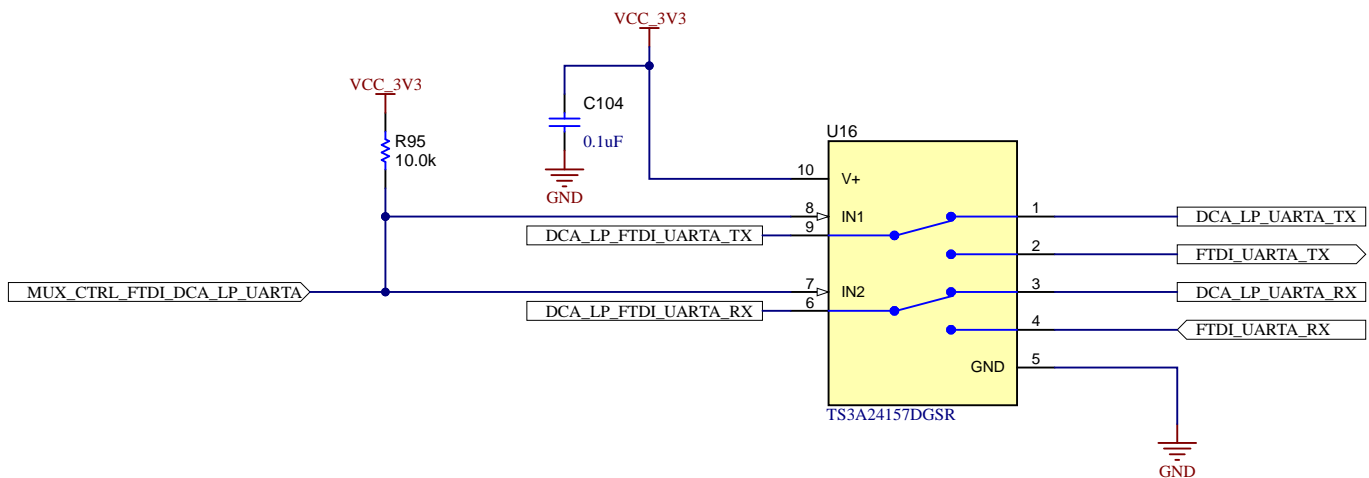 VCC_3V3
VCC_3V3
C104
0.1uF
GND
R95
10.0k
U16
10
V+
8
IN1
1
DCA_LP_UARTA_TX
DCA_LP_FTDI_UARTA_TX
9
2
FTDI_UARTA_TX
MUX_CTRL_FTDI_DCA_LP_UARTA
7
IN2
3
DCA_LP_UARTA_RX
DCA_LP_FTDI_UARTA_RX
6
4
FTDI_UARTA_RX
GND
5
TS3A24157DGSR
GND